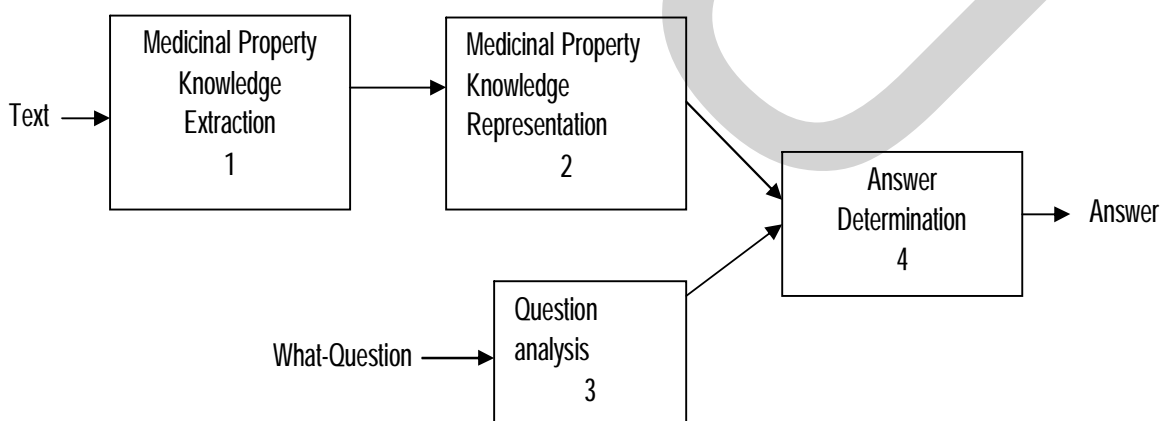 Text
Medicinal Property
Knowledge
Extraction
1
Medicinal Property
Knowledge
Representation
2
What-Question
Question
analysis
3
Answer
Determination
4
Answer